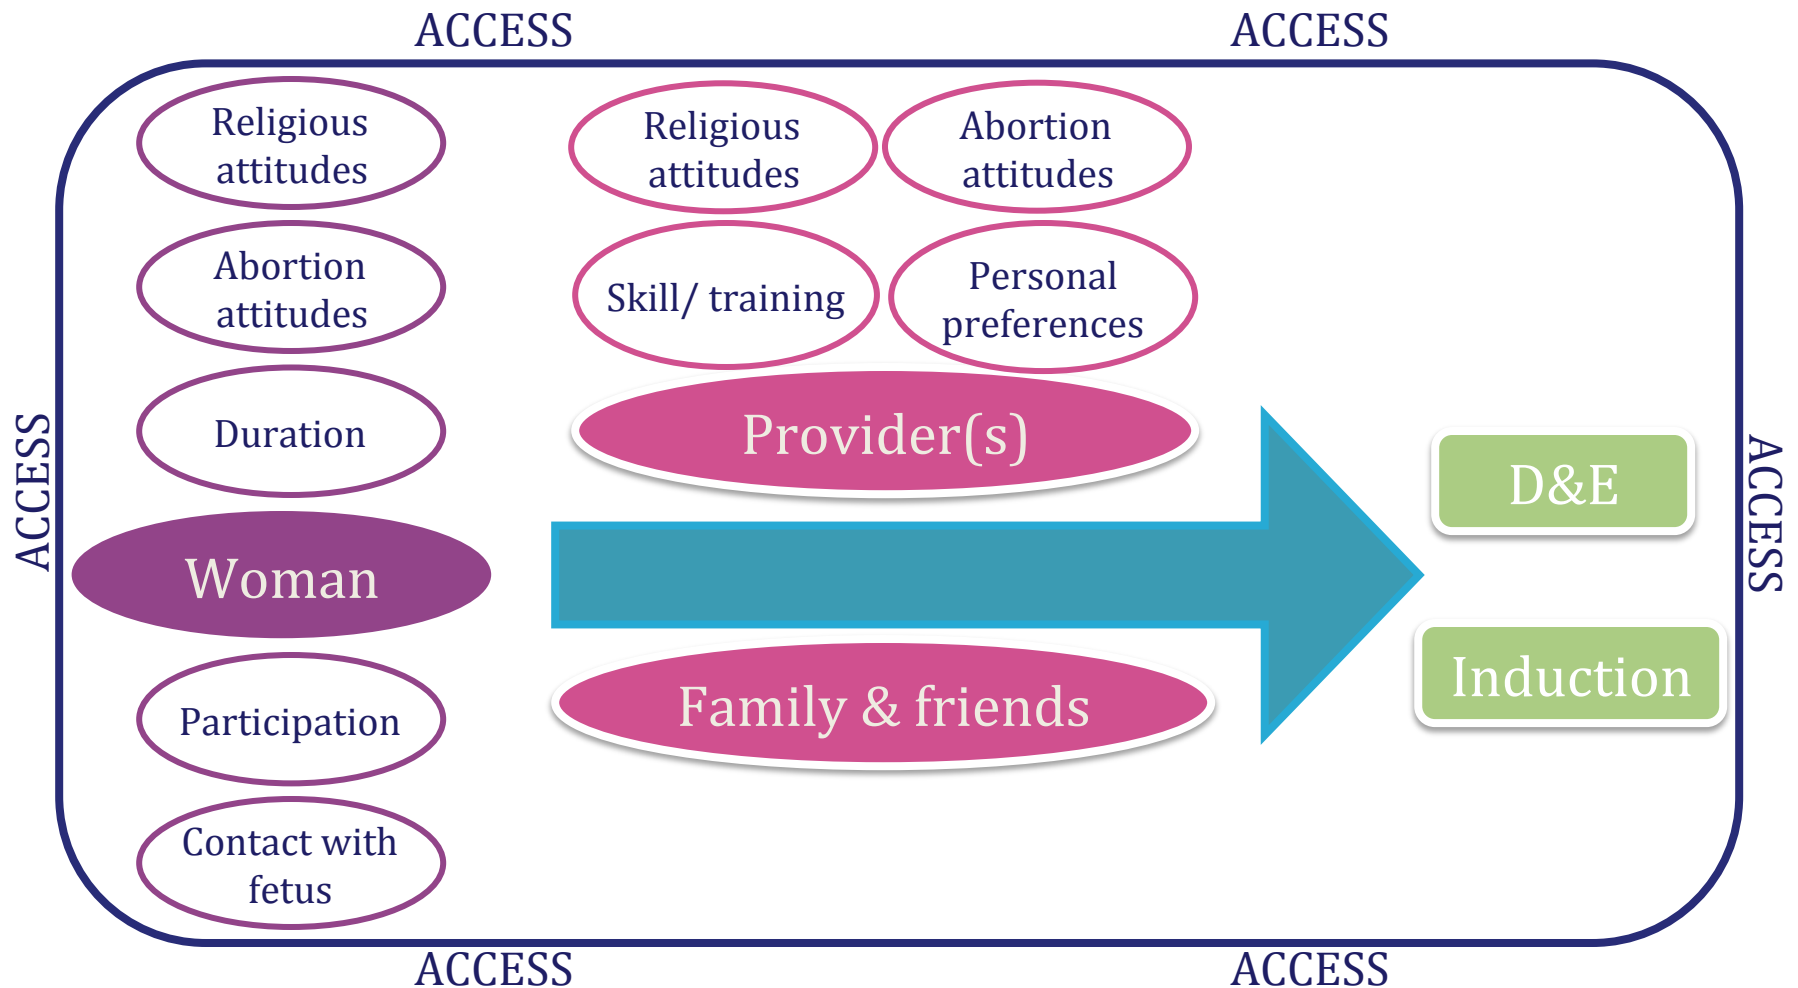 ACCESS
ACCESS
Religious
attitudes
Abortion
attitudes
Duration
Woman
Participation
Contact with
fetus
Religious
attitudes
Abortion
attitudes
Skill/ training
Personal
preferences
Provider(s)
Family & friends
D&E
Induction
ACCESS
ACCESS
ACCESS
ACCESS